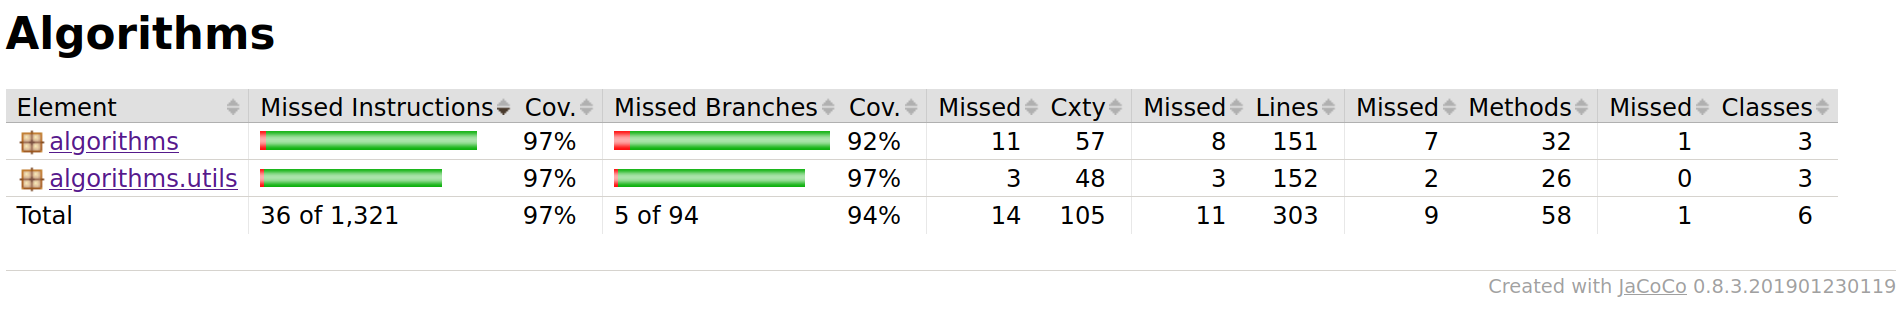 Algorithms
Element Missed Instructions Cov. Missed Branches Cov. Missed Cxty Missed Lines Missed Methods Missed Classes
algorithms 97% 92% 11 57 8 151 7 32 1 3
algorithms.utils 97% 97% 3 48 3 152 2 26 0 3
Total 36 of 1,321 97% 5 of 94 94% 14 105 11 303 9 58 1 6
Created with JaCoCo 0.8.3.201901230119